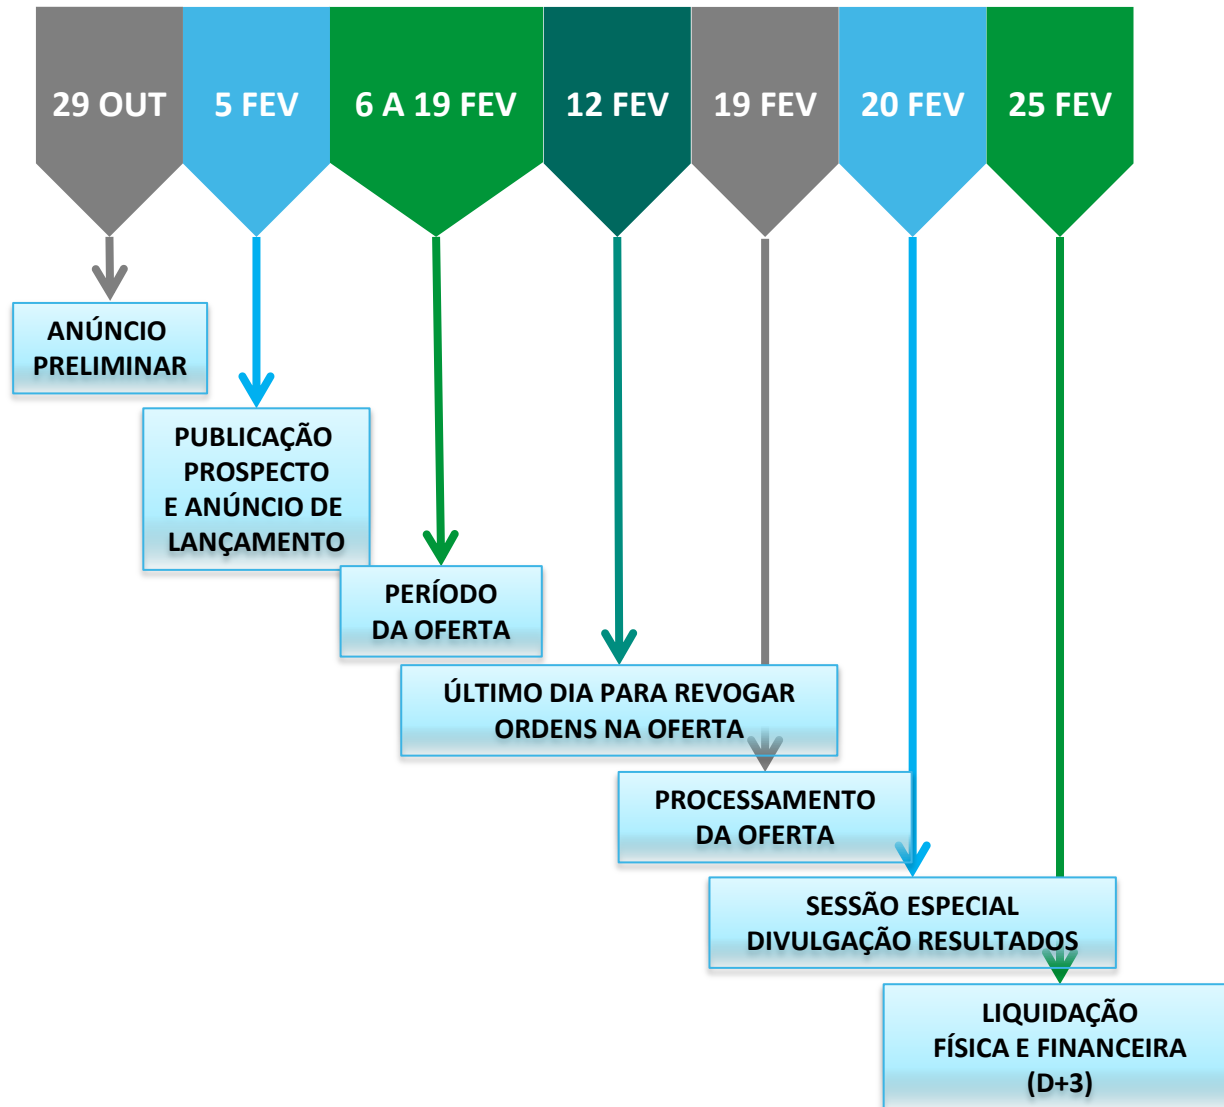 29 OUT
5 FEV
6 A 19 FEV
12 FEV
19 FEV
20 FEV
25 FEV
ANÚNCIO
PRELIMINAR
PUBLICAÇÃO
PROSPECTO
E ANÚNCIO DE
LANÇAMENTO
PERÍODO
DA OFERTA
ÚLTIMO DIA PARA REVOGAR
ORDENS NA OFERTA
PROCESSAMENTO
DA OFERTA
SESSÃO ESPECIAL
DIVULGAÇÃO RESULTADOS
LIQUIDAÇÃO
FÍSICA E FINANCEIRA
(D+3)